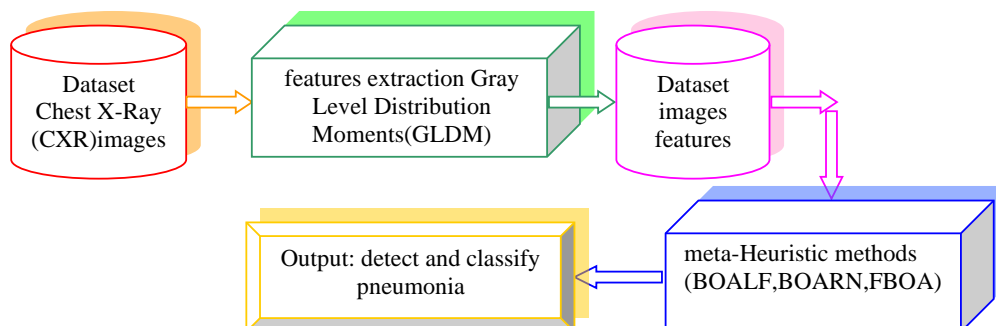 Dataset
Chest X-Ray
(CXR)images
features extraction Gray
Level Distribution
Moments(GLDM)
Dataset
images
features
meta-Heuristic methods
(BOALF,BOARN,FBOA)
Output: detect and classify
pneumonia